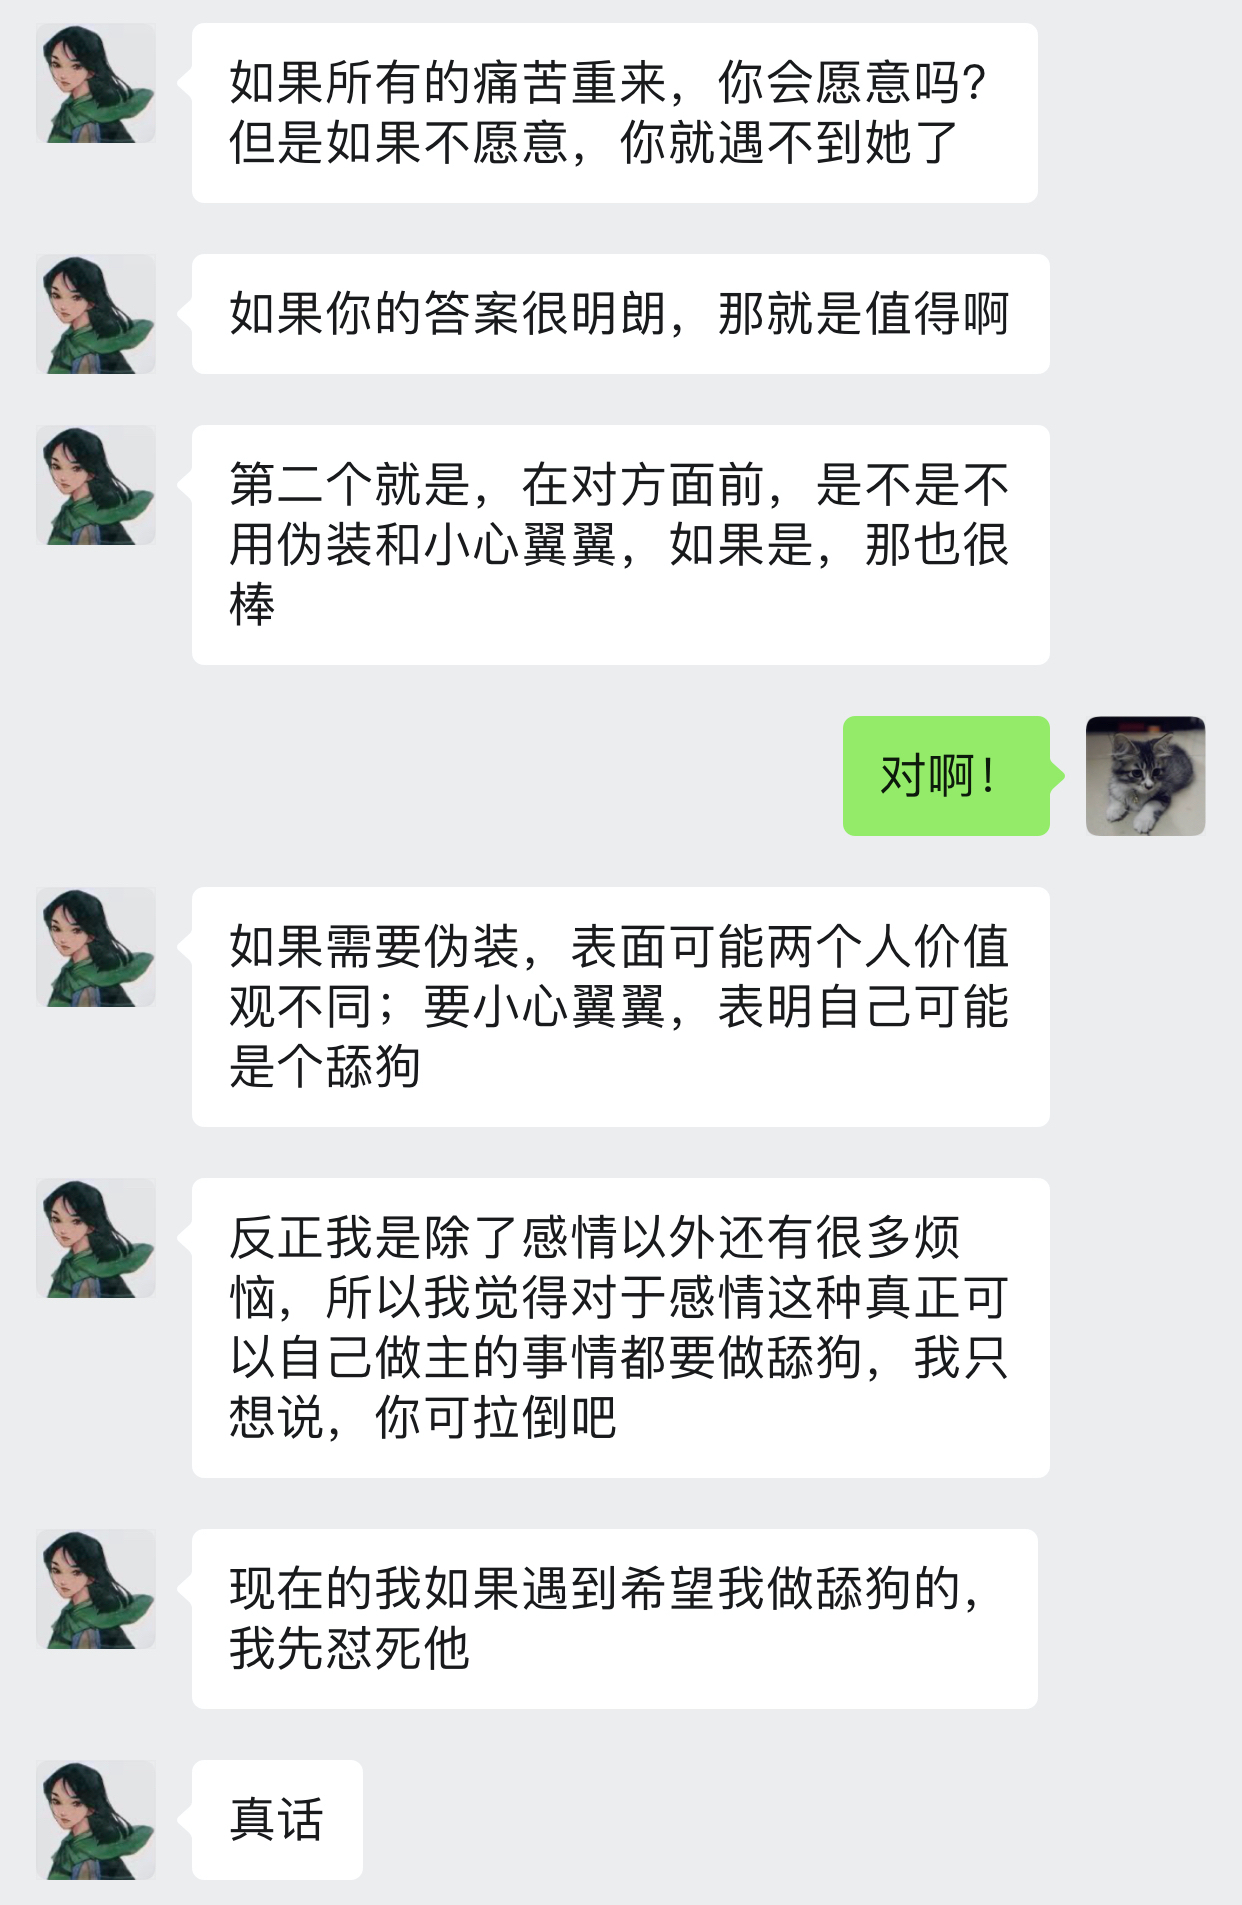 如果所有的痛苦重来，你会愿意吗？
但是如果不愿意，你就遇不到她了
如果你的答案很明朗，那就是值得啊
第二个就是，在对方面前，是不是不
用伪装和小心翼翼，如果是，那也很
棒
对啊！
如果需要伪装，表面可能两个人价值
观不同；要小心翼翼，表明自己可能
是个舔狗
反正我是除了感情以外还有很多烦
恼，所以我觉得对于感情这种真正可
以自己做主的事情都要做舔狗，我只
想说，你可拉倒吧
现在的我如果遇到希望我做舔狗的，
我先怼死他
真话